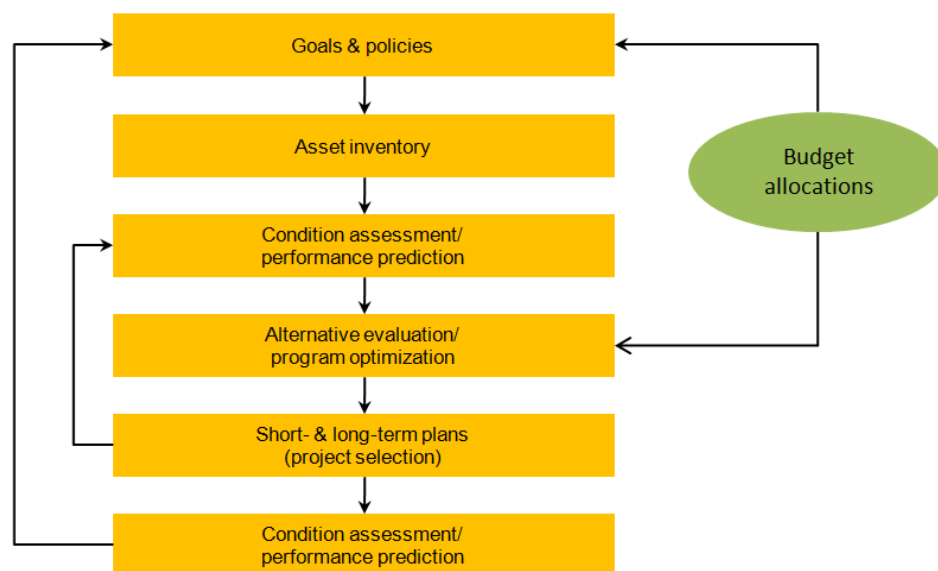 Goals & policies
Asset inventory
Budget
allocations
Condition assessment/
performance prediction
Alternative evaluation/
program optimization
Short- & long-term plans
(project selection)
Condition assessment/
performance prediction